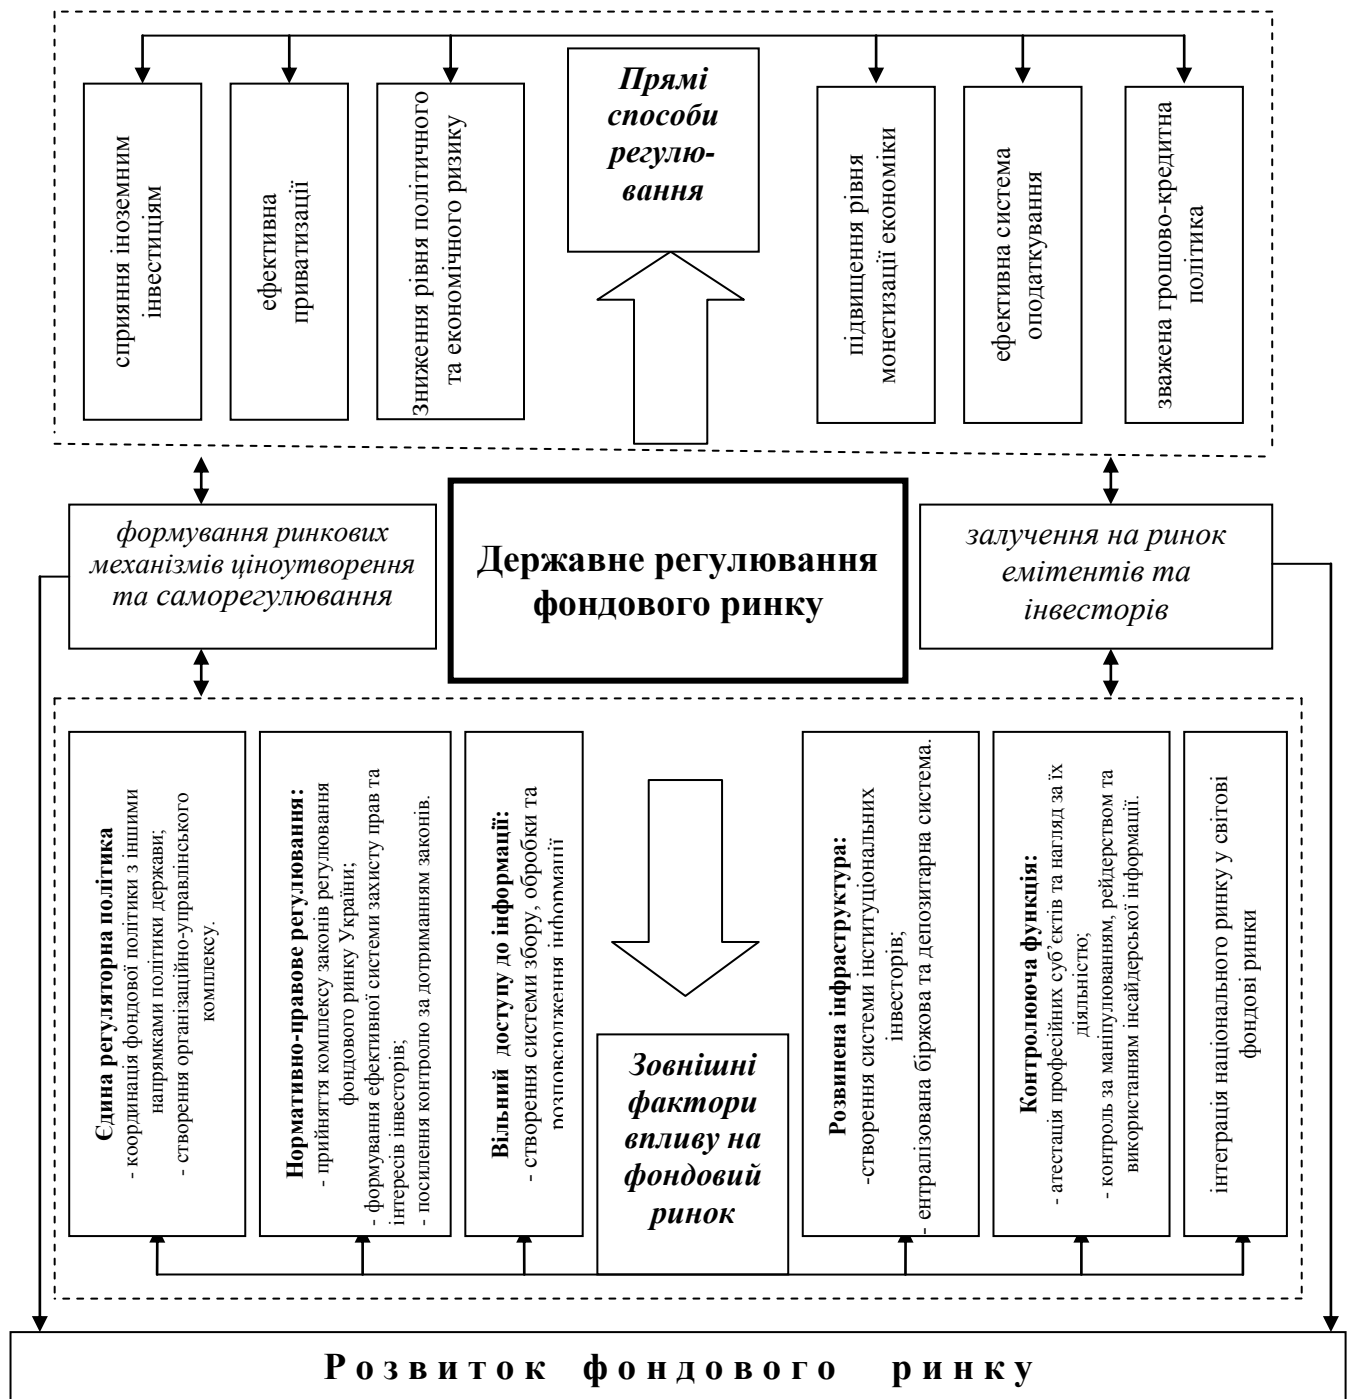 сприяння іноземним
інвестиціям
ефективна
приватизації
Зниження рівня політичного
та економічного ризику
Прямі
способи
регулю-
вання
підвищення рівня
монетизації економіки
ефективна система
оподаткування
зважена грошово-кредитна
політика
формування ринкових
механізмів ціноутворення
та саморегулювання
Державне регулювання
фондового ринку
залучення на ринок
емітентів та
інвесторів
Єдина регуляторна політика
- координація фондової політики з іншими
напрямками політики держави;
- створення організаційно-управлінського
комплексу.
Нормативно-правове регулювання:
- прийняття комплексу законів регулювання
фондового ринку України;
- формування ефективної системи захисту прав та
інтересів інвесторів;
- посилення контролю за дотриманням законів.
Вільний доступу до інформації:
- створення системи збору, обробки та
розповсюдження інформації
Зовнішні
фактори
впливу на
фондовий
ринок
Розвинена інфраструктура:
-створення системи інституціональних
інвесторів;
- ентралізована біржова та депозитарна система.
Контролююча функція:
- атестація професійних суб’єктів та нагляд за їх
діяльністю;
- контроль за маніпулюванням, рейдерством та
використанням інсайдерської інформації.
інтеграція національного ринку у світові
фондові ринки
Розвиток фондового ринку